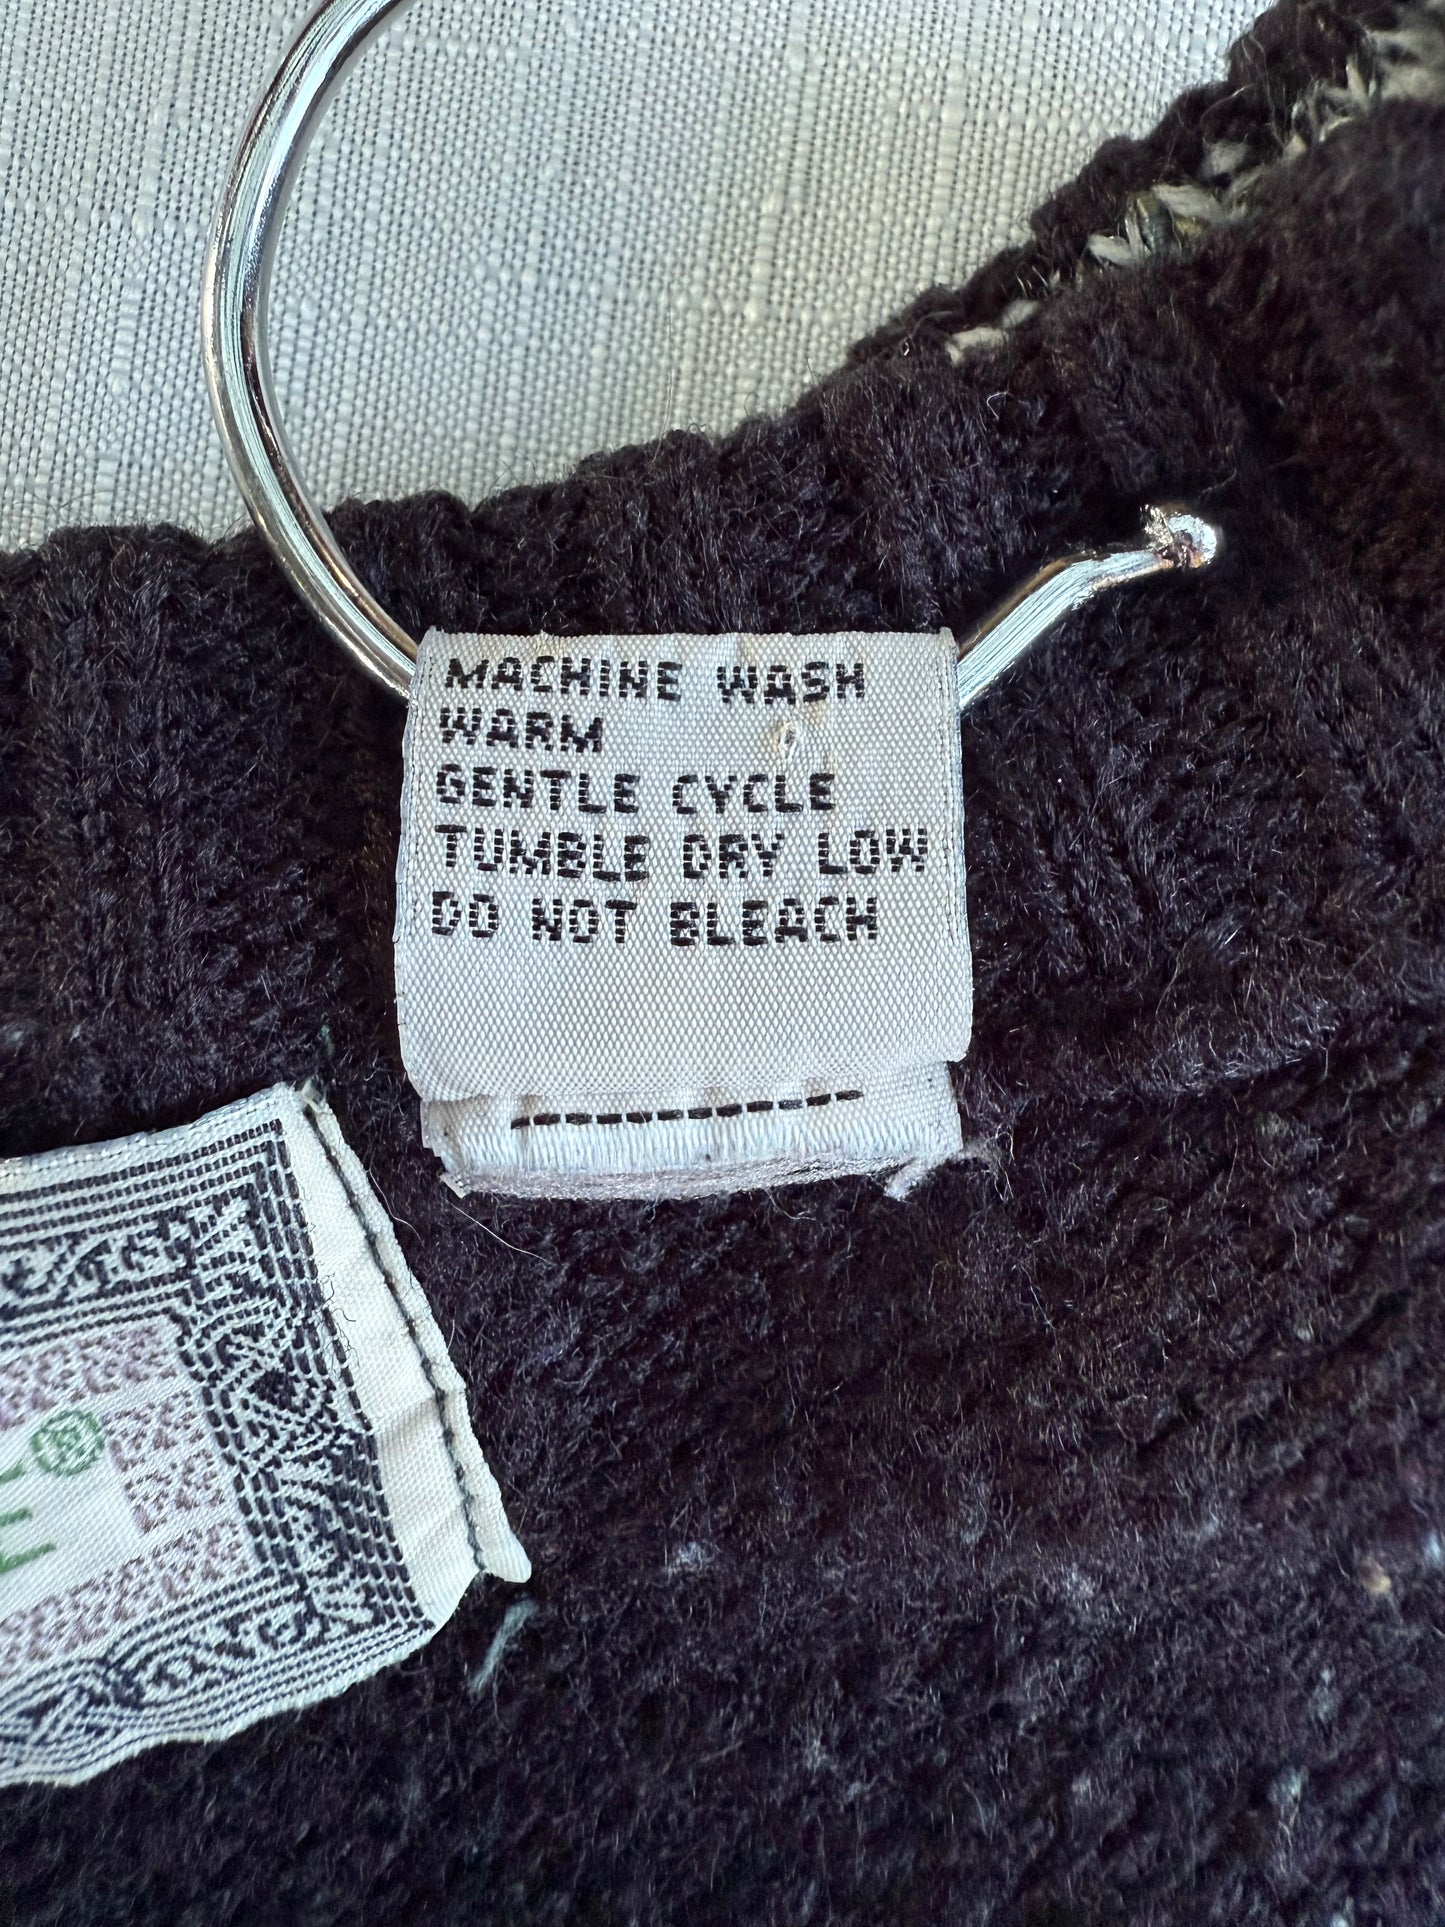 MACHINE WASH
WARM
GENTLE CYCLE
TUMBLE DRY LOW
DO NOT BLEACH
®